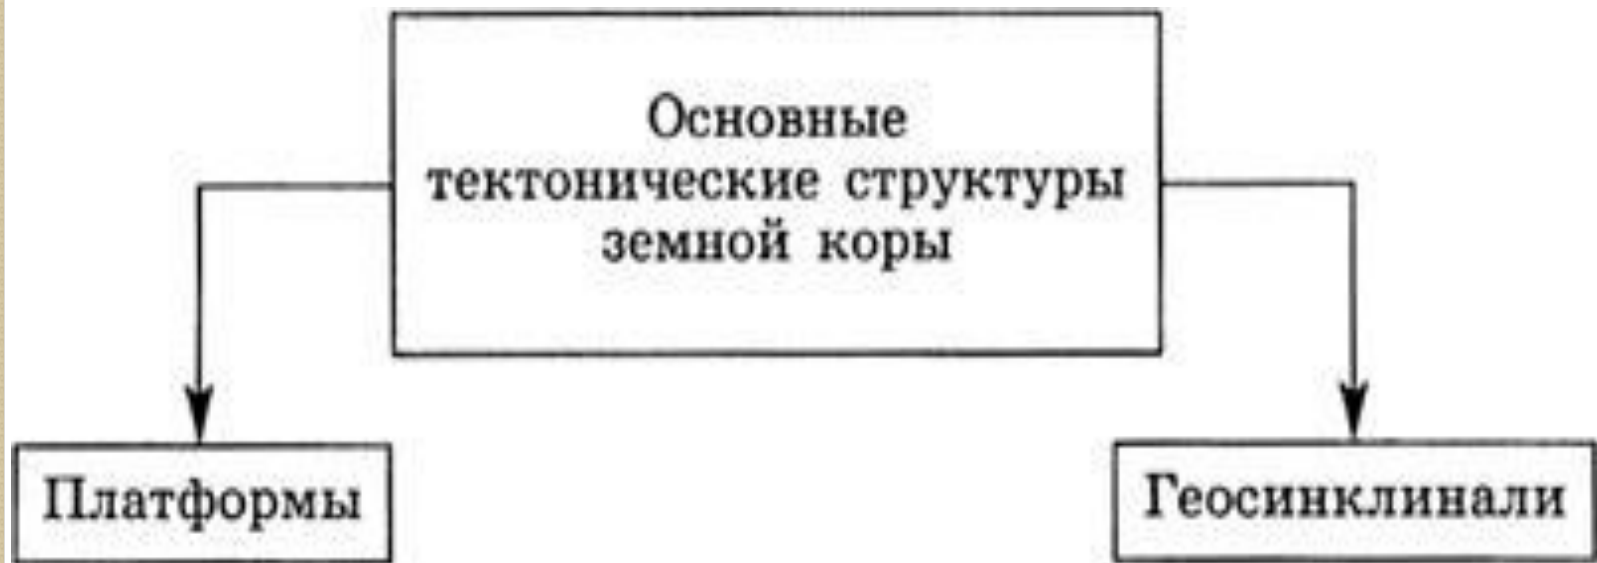 Основные
тектонические структуры
земной коры
Платформы
Геосинклинали